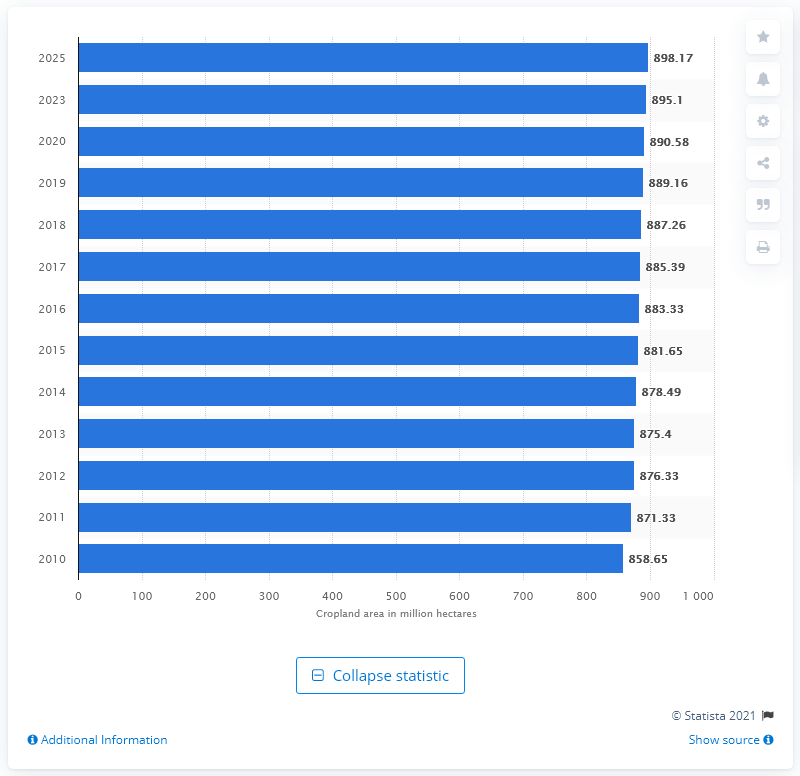 2025 898.17
2023 895.1
2020 890.58
2019 889.16
2018 887.26
2017 885.39
2016 883.33
2015 881.65
2014 878.49
2013 875.4
2012 876.33
2011 871.33
2010 858.65
0 100 200 300 400 500 600 700 800 900 1 000
Cropland area in million hectares
Collapse statistic
© Statista 2021
Additional Information Show source